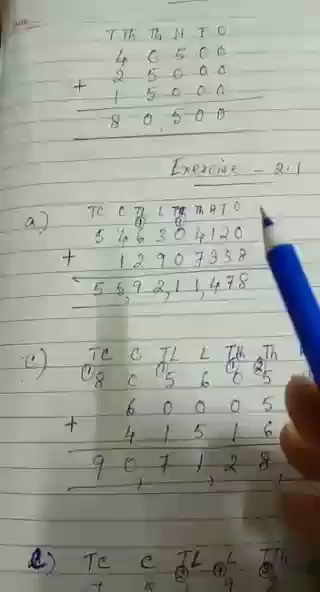 T Th Th H T O
4 0 5 0 0
2 5 0 0 0
+ 1 5 0 0 0
8 0,5 0 0
Exercise - 2.1
a) TC C TL L TTh Th H T O
5 4 6 3 0 4 1 2 0
+ 1 2 9 0 7 3 5 8
5 5,9 2,1 1,4 7 8
c) TC C TL L TTh Th
8 0 5 6 0 5
6 0 0 0 5
+ 4 1 5 1 6
9 0,7 1,2 8,
TC C TL L TTh